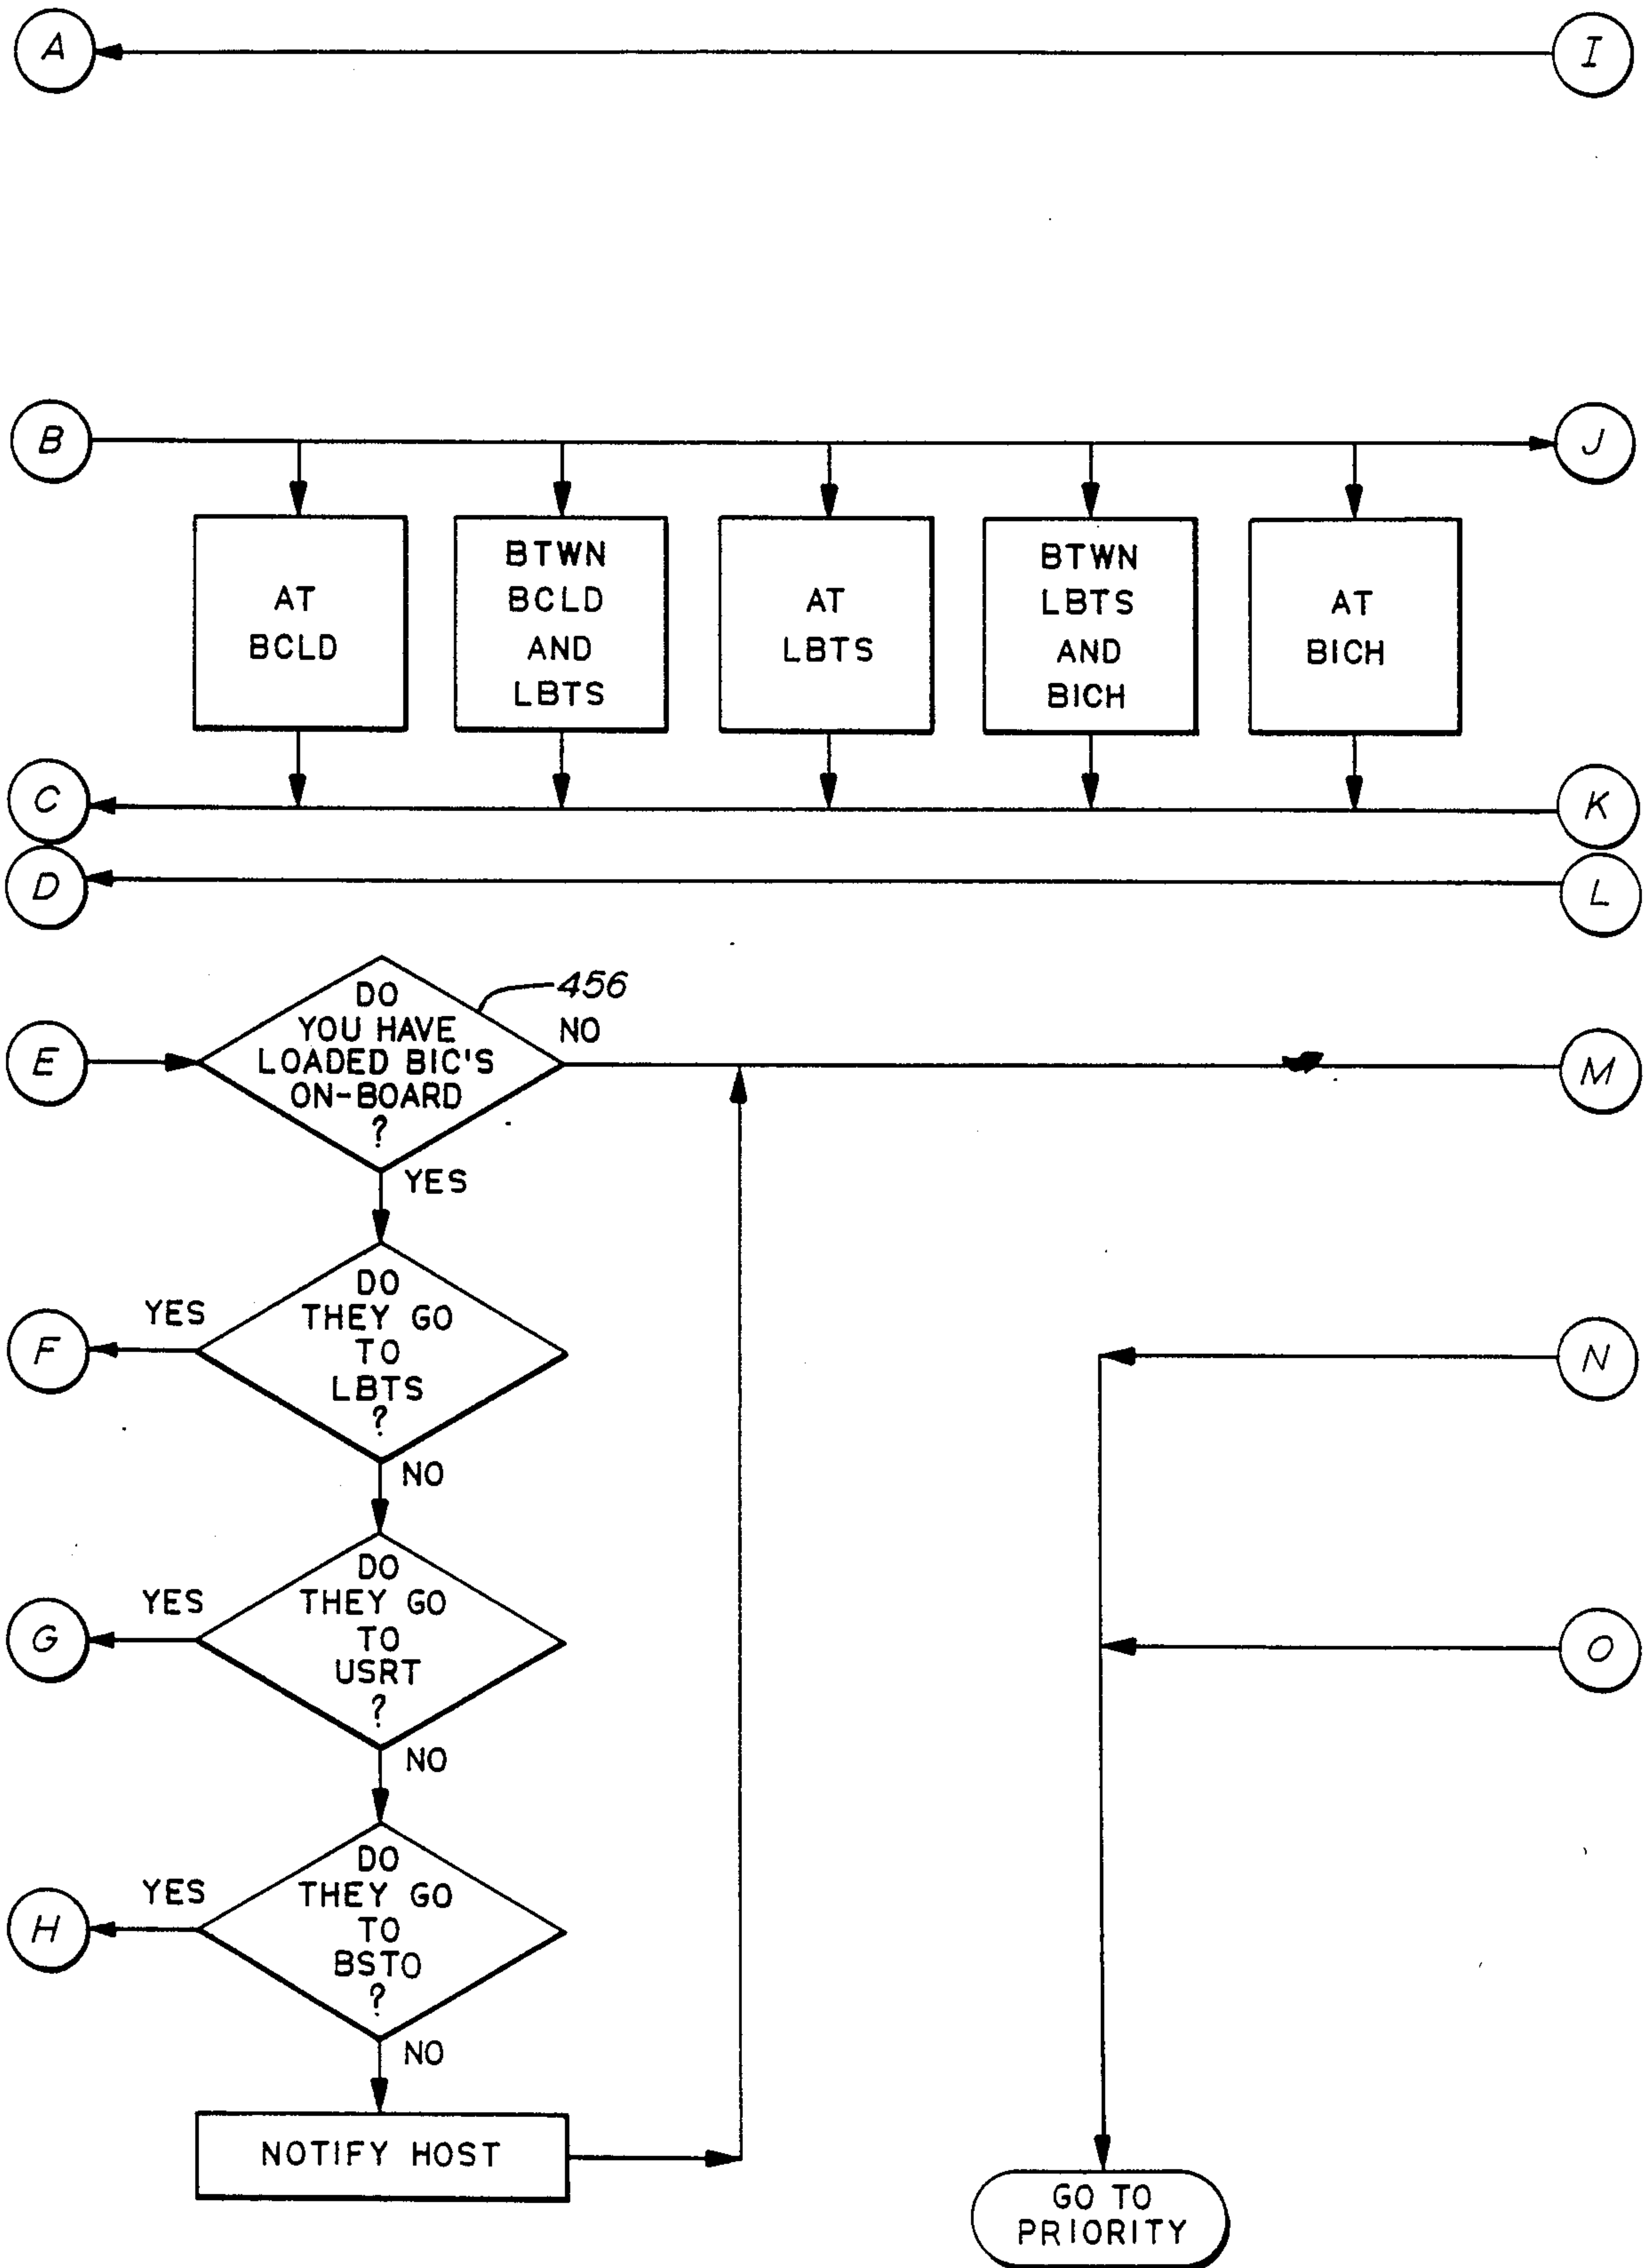 A
I
B
J
AT
BCLD
BTWN
BCLD
AND
LBTS
AT
LBTS
BTWN
LBTS
AND
BICH
AT
BICH
C
K
D
L
E
DO
YOU HAVE
LOADED BIC'S
ON-BOARD
?
456
NO
M
YES
F
YES
DO
THEY GO
TO
LBTS
?
N
NO
G
YES
DO
THEY GO
TO
USRT
?
O
NO
H
YES
DO
THEY GO
TO
BSTO
?
NO
NOTIFY HOST
GO TO
PRIORITY